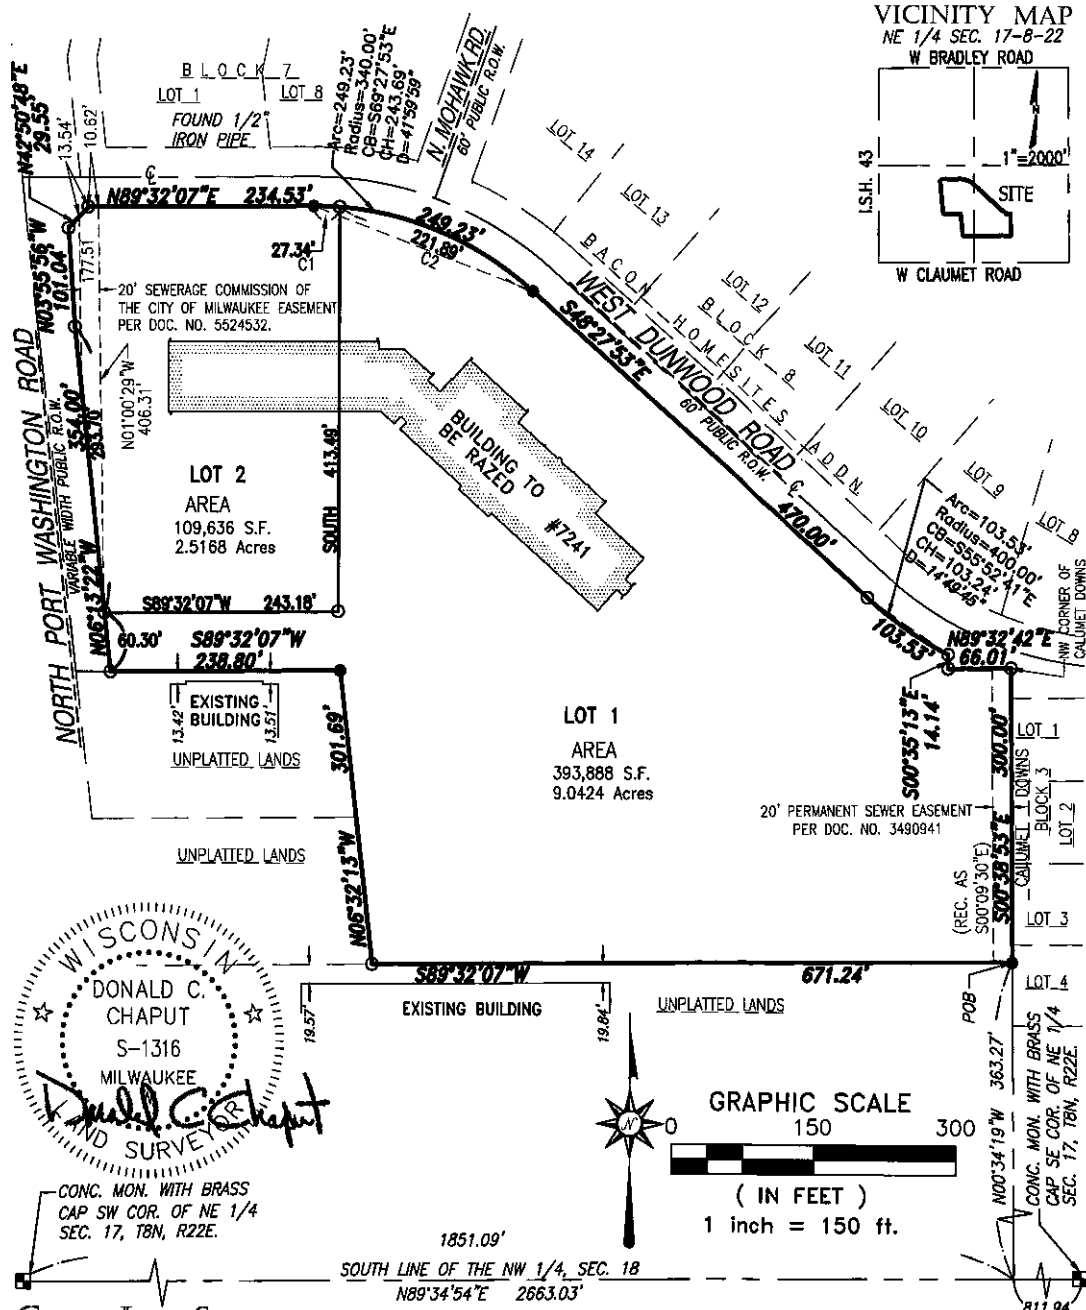 VICINITY MAP
NE 1/4 SEC. 17-8-22
W BRADLEY ROAD
I.S.H. 43
1"=2000'
SITE
W CLAUMET ROAD
BLOCK 7
LOT 1
LOT 8
FOUND 1/2"
IRON PIPE
N42°50'48"E
29.55'
13.54'
10.62'
Arc=249.23'
Radius=340.00'
CB=S69°27'53"E
CH=243.69'
D=41°59'59"
N. MOHAWK RD.
60' PUBLIC R.O.W.
LOT 14
LOT 13
LOT 12
LOT 11
LOT 10
LOT 9
LOT 8
BACON HOMESITES ADDN.
BLOCK 8
N89°32'07"E 234.53'
27.34'
C1
249.23'
221.89'
C2
N03°55'56"W
101.04'
177.51
20' SEWERAGE COMMISSION OF
THE CITY OF MILWAUKEE EASEMENT
PER DOC. NO. 5524532.
WEST DUNWOOD ROAD
60' PUBLIC R.O.W.
S48°27'53"E
470.00'
N01°00'29"W
406.31'
NORTH PORT WASHINGTON ROAD
VARIABLE WIDTH PUBLIC R.O.W.
354.00'
293.70'
N06°13'22"W
BUILDING TO
BE RAZED
#7241
LOT 2
AREA
109,636 S.F.
2.5168 Acres
SOUTH 413.49'
Arc=103.53'
Radius=400.00'
CB=S55°52'41"E
CH=103.24'
D=14°49'45"
NW CORNER OF
CALUMET DOWNS
S89°32'07"W 243.18'
60.30'
S89°32'07"W
238.80'
103.53'
N89°32'42"E
66.01'
S00°35'13"E
14.14'
EXISTING
BUILDING
13.42'
13.51'
UNPLATTED LANDS
301.69'
N06°32'13"W
LOT 1
AREA
393,888 S.F.
9.0424 Acres
20' PERMANENT SEWER EASEMENT
PER DOC. NO. 3490941
300.00'
S00°38'53"E
(REC. AS
S00°09'30"E)
CALUMET DOWNS
BLOCK 3
LOT 1
LOT 2
LOT 3
LOT 4
UNPLATTED LANDS
S89°32'07"W 671.24'
19.57'
EXISTING BUILDING
19.84'
UNPLATTED LANDS
POB
WISCONSIN
DONALD C.
CHAPUT
S-1316
MILWAUKEE
LAND SURVEYOR
Donald C. Chaput
N
GRAPHIC SCALE
0 150 300
( IN FEET )
1 inch = 150 ft.
N00°34'19"W 363.27'
CONC. MON. WITH BRASS
CAP SE COR. OF NE 1/4
SEC. 17, T8N, R22E.
CONC. MON. WITH BRASS
CAP SW COR. OF NE 1/4
SEC. 17, T8N, R22E.
1851.09'
SOUTH LINE OF THE NW 1/4, SEC. 18
N89°34'54"E 2663.03'
811.94